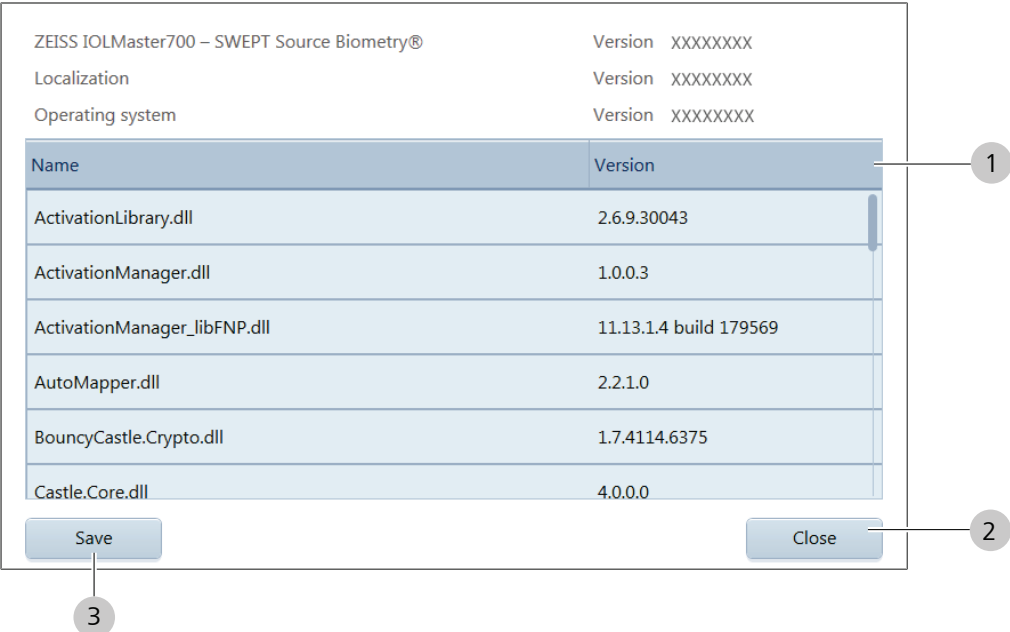 ZEISS IOLMaster700 – SWEPT Source Biometry® Version XXXXXXXX
Localization Version XXXXXXXX
Operating system Version XXXXXXXX
Name Version
1
ActivationLibrary.dll 2.6.9.30043
ActivationManager.dll 1.0.0.3
ActivationManager_libFNP.dll 11.13.1.4 build 179569
AutoMapper.dll 2.2.1.0
BouncyCastle.Crypto.dll 1.7.4114.6375
Castle.Core.dll 4.0.0.0
Save Close
2
3